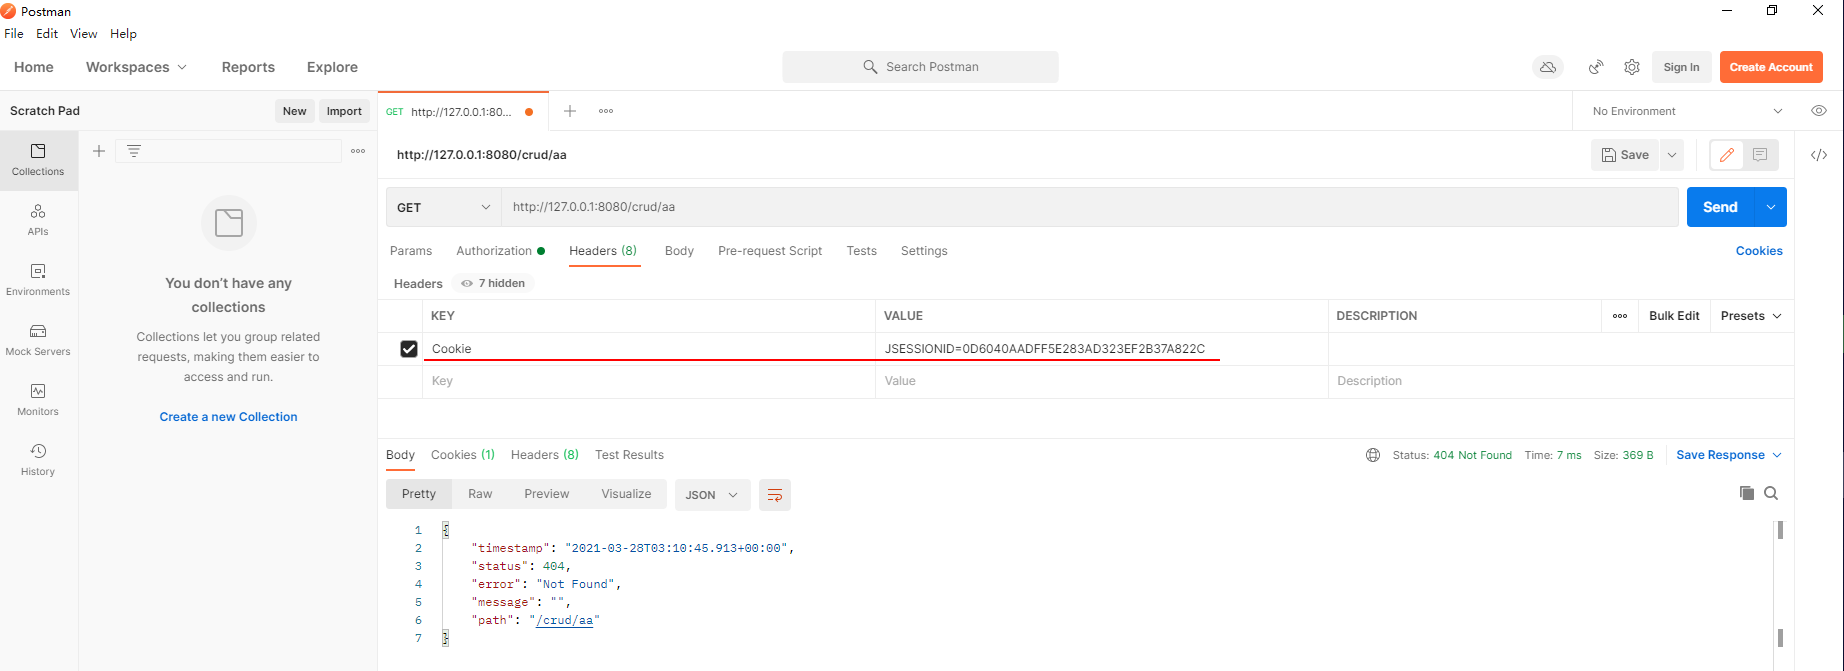 Postman
File Edit View Help
Home Workspaces Reports Explore Search Postman Sign In Create Account
Scratch Pad New Import GET http://127.0.0.1:80... No Environment
Collections
APIs
Environments
Mock Servers
Monitors
History
You don't have any
collections
Collections let you group related
requests, making them easier to
access and run.
Create a new Collection
http://127.0.0.1:8080/crud/aa Save
GET http://127.0.0.1:8080/crud/aa Send
Params Authorization Headers (8) Body Pre-request Script Tests Settings Cookies
Headers 7 hidden
KEY VALUE DESCRIPTION Bulk Edit Presets
Cookie JSESSIONID=0D6040AADFF5E283AD323EF2B37A822C
Key Value Description
Body Cookies (1) Headers (8) Test Results Status: 404 Not Found Time: 7 ms Size: 369 B Save Response
Pretty Raw Preview Visualize JSON
1 {
2 "timestamp": "2021-03-28T03:10:45.913+00:00",
3 "status": 404,
4 "error": "Not Found",
5 "message": "",
6 "path": "/crud/aa"
7 }